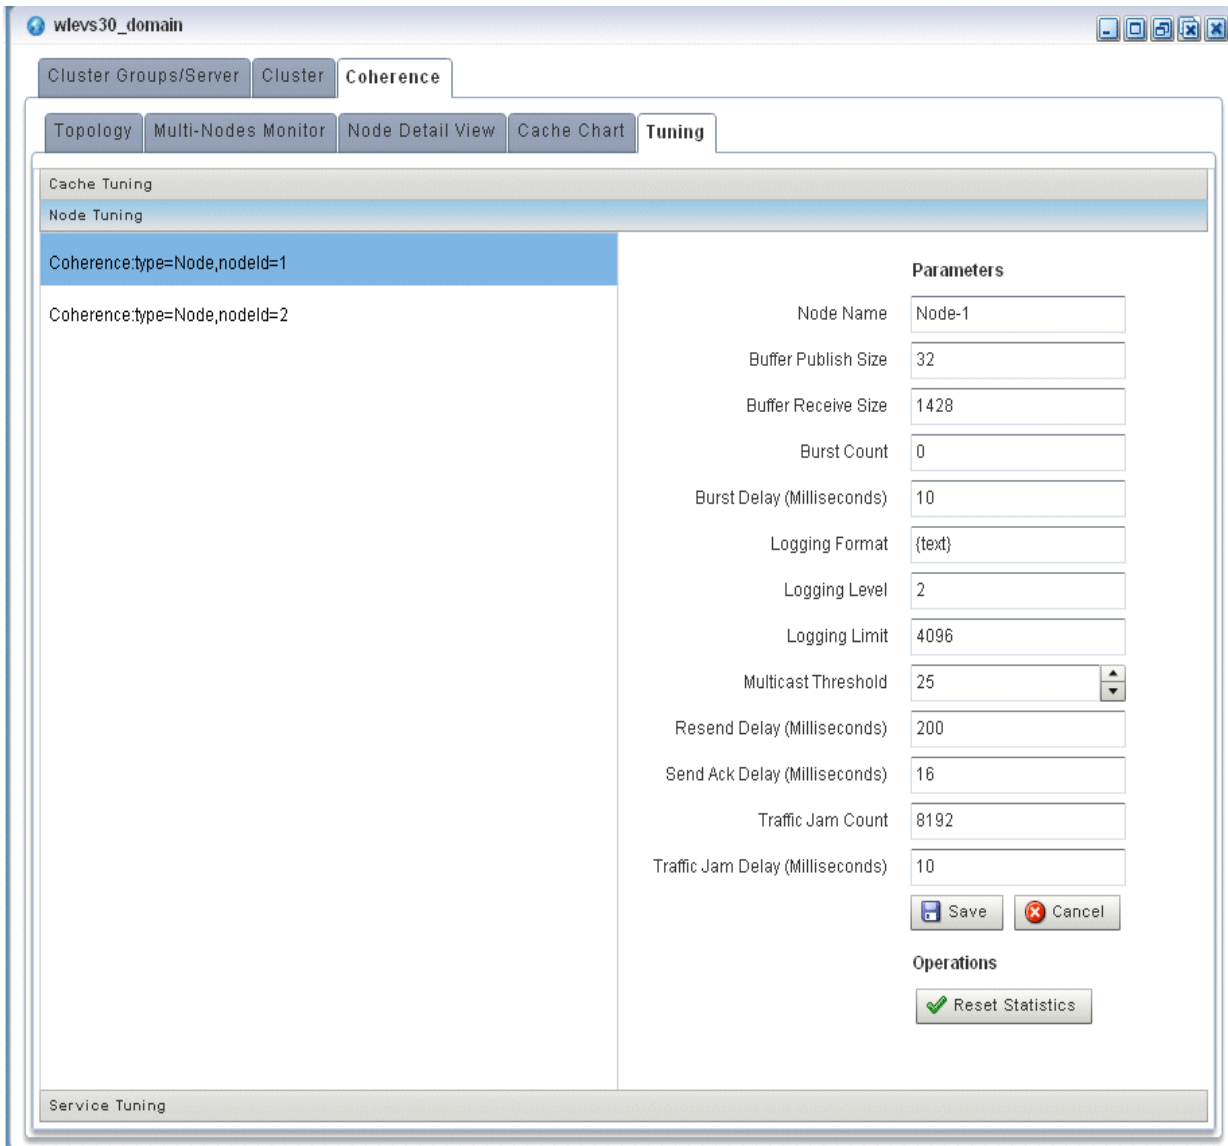 wlevs30_domain
Cluster Groups/Server Cluster Coherence
Topology Multi-Nodes Monitor Node Detail View Cache Chart Tuning
Cache Tuning
Node Tuning
Coherence:type=Node,nodeId=1
Coherence:type=Node,nodeId=2
Parameters
Node Name Node-1
Buffer Publish Size 32
Buffer Receive Size 1428
Burst Count 0
Burst Delay (Milliseconds) 10
Logging Format {text}
Logging Level 2
Logging Limit 4096
Multicast Threshold 25
Resend Delay (Milliseconds) 200
Send Ack Delay (Milliseconds) 16
Traffic Jam Count 8192
Traffic Jam Delay (Milliseconds) 10
Save Cancel
Operations
Reset Statistics
Service Tuning